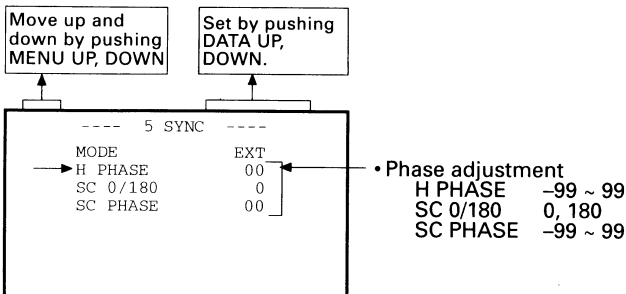 Move up and
down by pushing
MENU UP, DOWN
Set by pushing
DATA UP,
DOWN.
---- 5 SYNC ----
MODE EXT
H PHASE 00
SC 0/180 0
SC PHASE 00
• Phase adjustment
H PHASE –99 ~ 99
SC 0/180 0, 180
SC PHASE –99 ~ 99